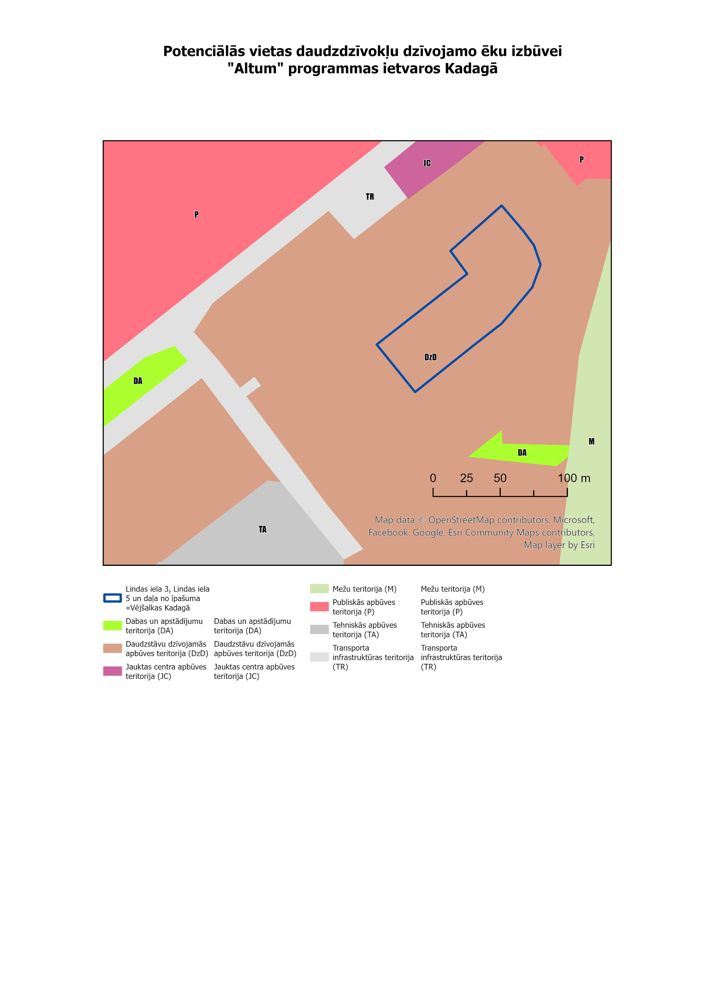 Potenciālās vietas daudzdzīvokļu dzīvojamo ēku izbūvei
"Altum" programmas ietvaros Kadagā
P
JC
TR
P
DzD
DA
M
DA
0 25 50 100 m
TA
Map data © OpenStreetMap contributors, Microsoft,
Facebook, Google, Esri Community Maps contributors,
Map layer by Esri
Lindas iela 3, Lindas iela
5 un daļa no īpašuma
«Vējšalkas Kadagā
Dabas un apstādījumu
teritorija (DA)
Dabas un apstādījumu
teritorija (DA)
Daudzstāvu dzīvojamās
apbūves teritorija (DzD)
Daudzstāvu dzīvojamās
apbūves teritorija (DzD)
Jauktas centra apbūves
teritorija (JC)
Jauktas centra apbūves
teritorija (JC)
Mežu teritorija (M)
Mežu teritorija (M)
Publiskās apbūves
teritorija (P)
Publiskās apbūves
teritorija (P)
Tehniskās apbūves
teritorija (TA)
Tehniskās apbūves
teritorija (TA)
Transporta
infrastruktūras teritorija
(TR)
Transporta
infrastruktūras teritorija
(TR)